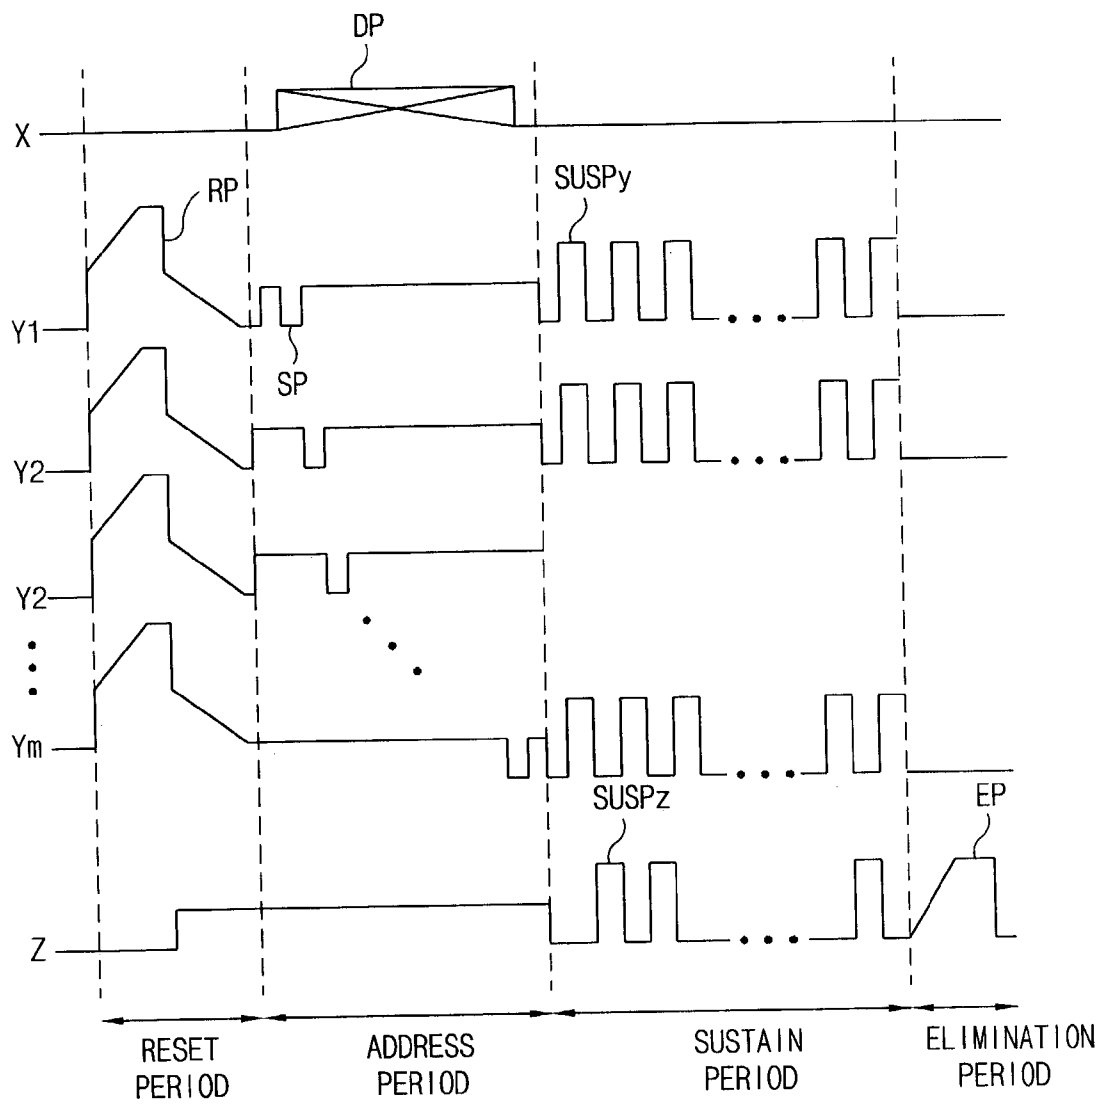 DP
X
RP
SUSPy
Y1
SP
Y2
Y2
Ym
SUSPz
EP
Z
RESET
PERIOD
ADDRESS
PERIOD
SUSTAIN
PERIOD
ELIMINATION
PERIOD